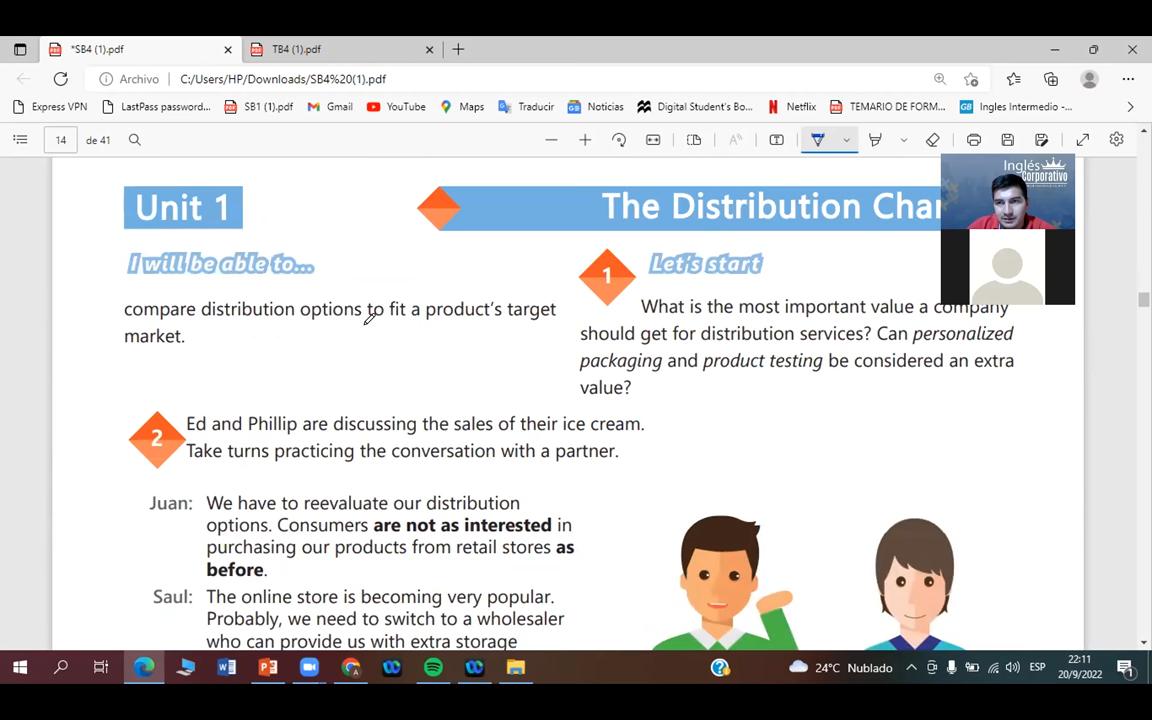 *SB4 (1).pdf
TB4 (1).pdf
Archivo C:/Users/HP/Downloads/SB4%20(1).pdf
Express VPN LastPass password... SB1 (1).pdf Gmail YouTube Maps Traducir Noticias Digital Student's Bo... Netflix TEMARIO DE FORM... Ingles Intermedio -...
14 de 41
Inglés
Corporativo
Unit 1
The Distribution Chan
I will be able to...
compare distribution options to fit a product's target
market.
1
Let's start
What is the most important value a company
should get for distribution services? Can personalized
packaging and product testing be considered an extra
value?
2
Ed and Phillip are discussing the sales of their ice cream.
Take turns practicing the conversation with a partner.
Juan: We have to reevaluate our distribution
options. Consumers are not as interested in
purchasing our products from retail stores as
before.
Saul: The online store is becoming very popular.
Probably, we need to switch to a wholesaler
who can provide us with extra storage
24°C Nublado
ESP
22:11
20/9/2022